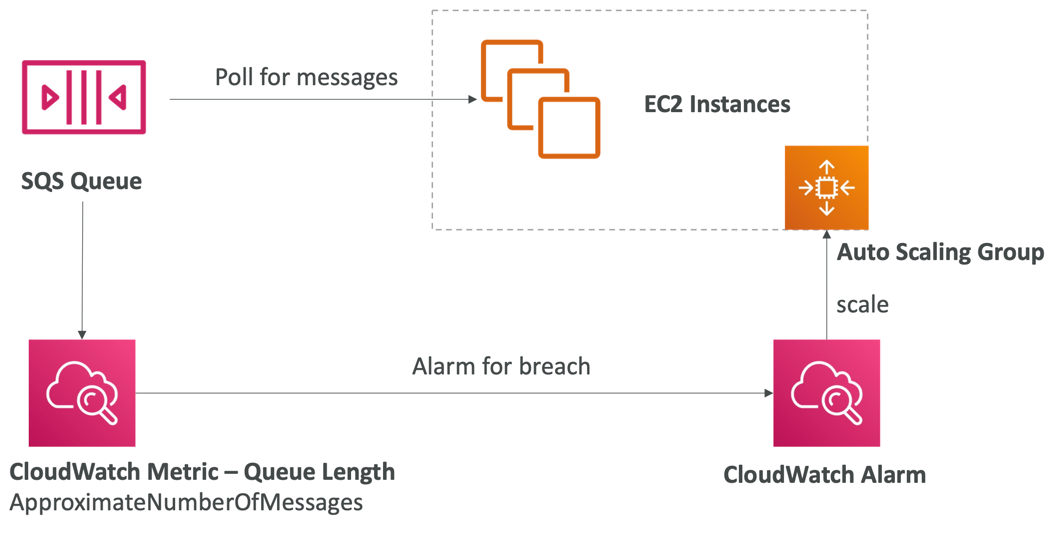 Poll for messages
EC2 Instances
SQS Queue
Auto Scaling Group
scale
Alarm for breach
CloudWatch Metric – Queue Length
ApproximateNumberOfMessages
CloudWatch Alarm